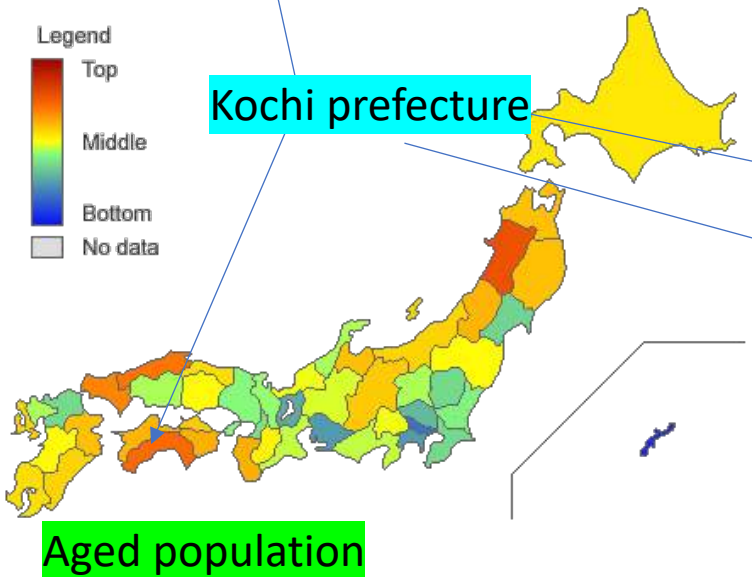 Legend
Top
Kochi prefecture
Middle
Bottom
No data
Aged population